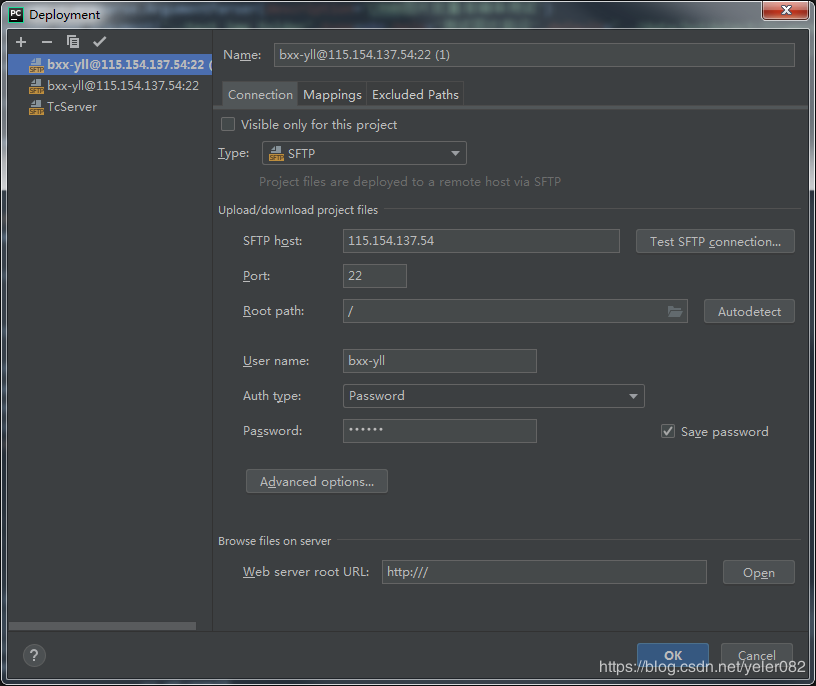 PC Deployment
bxx-yll@115.154.137.54:22 (
SFTP
bxx-yll@115.154.137.54:22
SFTP
TcServer
SFTP
Name: bxx-yll@115.154.137.54:22 (1)
Connection Mappings Excluded Paths
Visible only for this project
Type: SFTP SFTP
Project files are deployed to a remote host via SFTP
Upload/download project files
SFTP host: 115.154.137.54 Test SFTP connection...
Port: 22
Root path: / Autodetect
User name: bxx-yll
Auth type: Password
Password: •••••• Save password
Advanced options...
Browse files on server
Web server root URL: http:/// Open
? OK Cancel
https://blog.csdn.net/yeler082